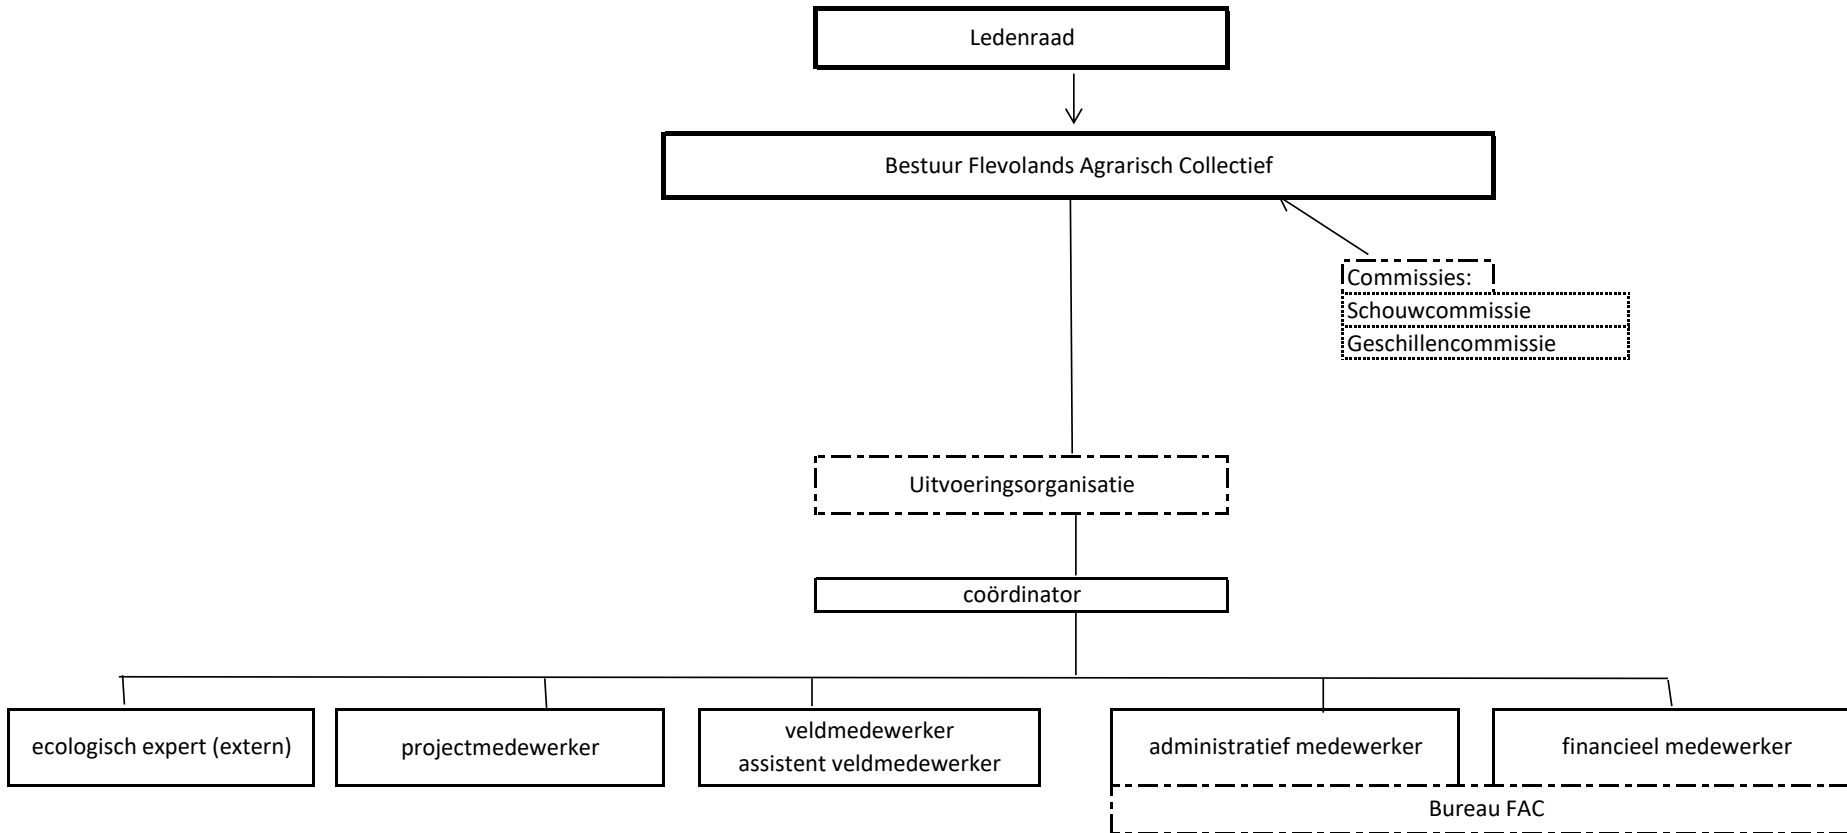 Ledenraad
Bestuur Flevolands Agrarisch Collectief
Commissies:
Schouwcommissie
Geschillencommissie
Uitvoeringsorganisatie
coördinator
ecologisch expert (extern)
projectmedewerker
veldmedewerker
assistent veldmedewerker
administratief medewerker
financieel medewerker
Bureau FAC